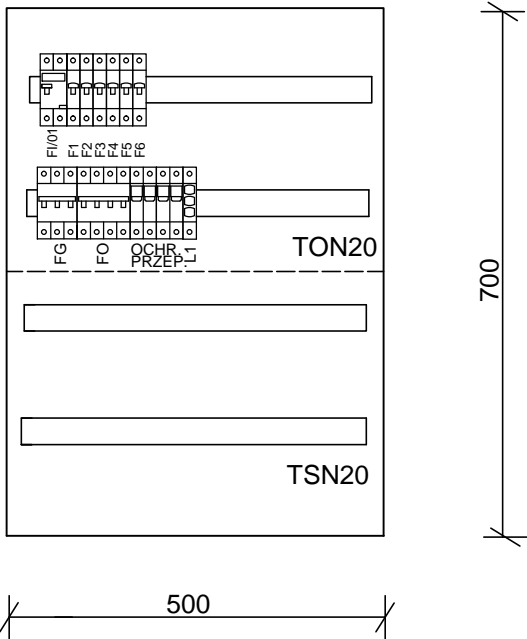 FI/01 F1 F2 F3 F4 F5 F6
FG FO OCHR. PRZEP. L1
TON20
TSN20
700
500